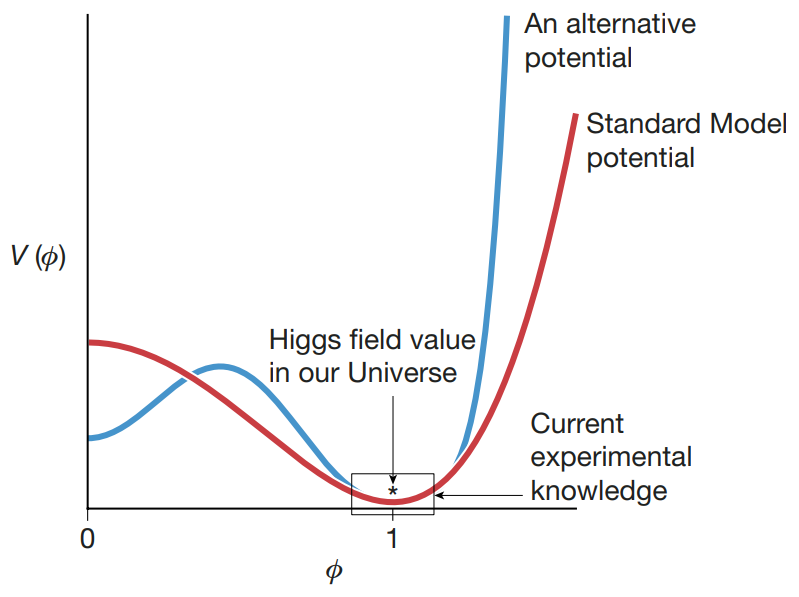 An alternative
potential
Standard Model
potential
V (ϕ)
Higgs field value
in our Universe
Current
experimental
knowledge
*
0
1
ϕ